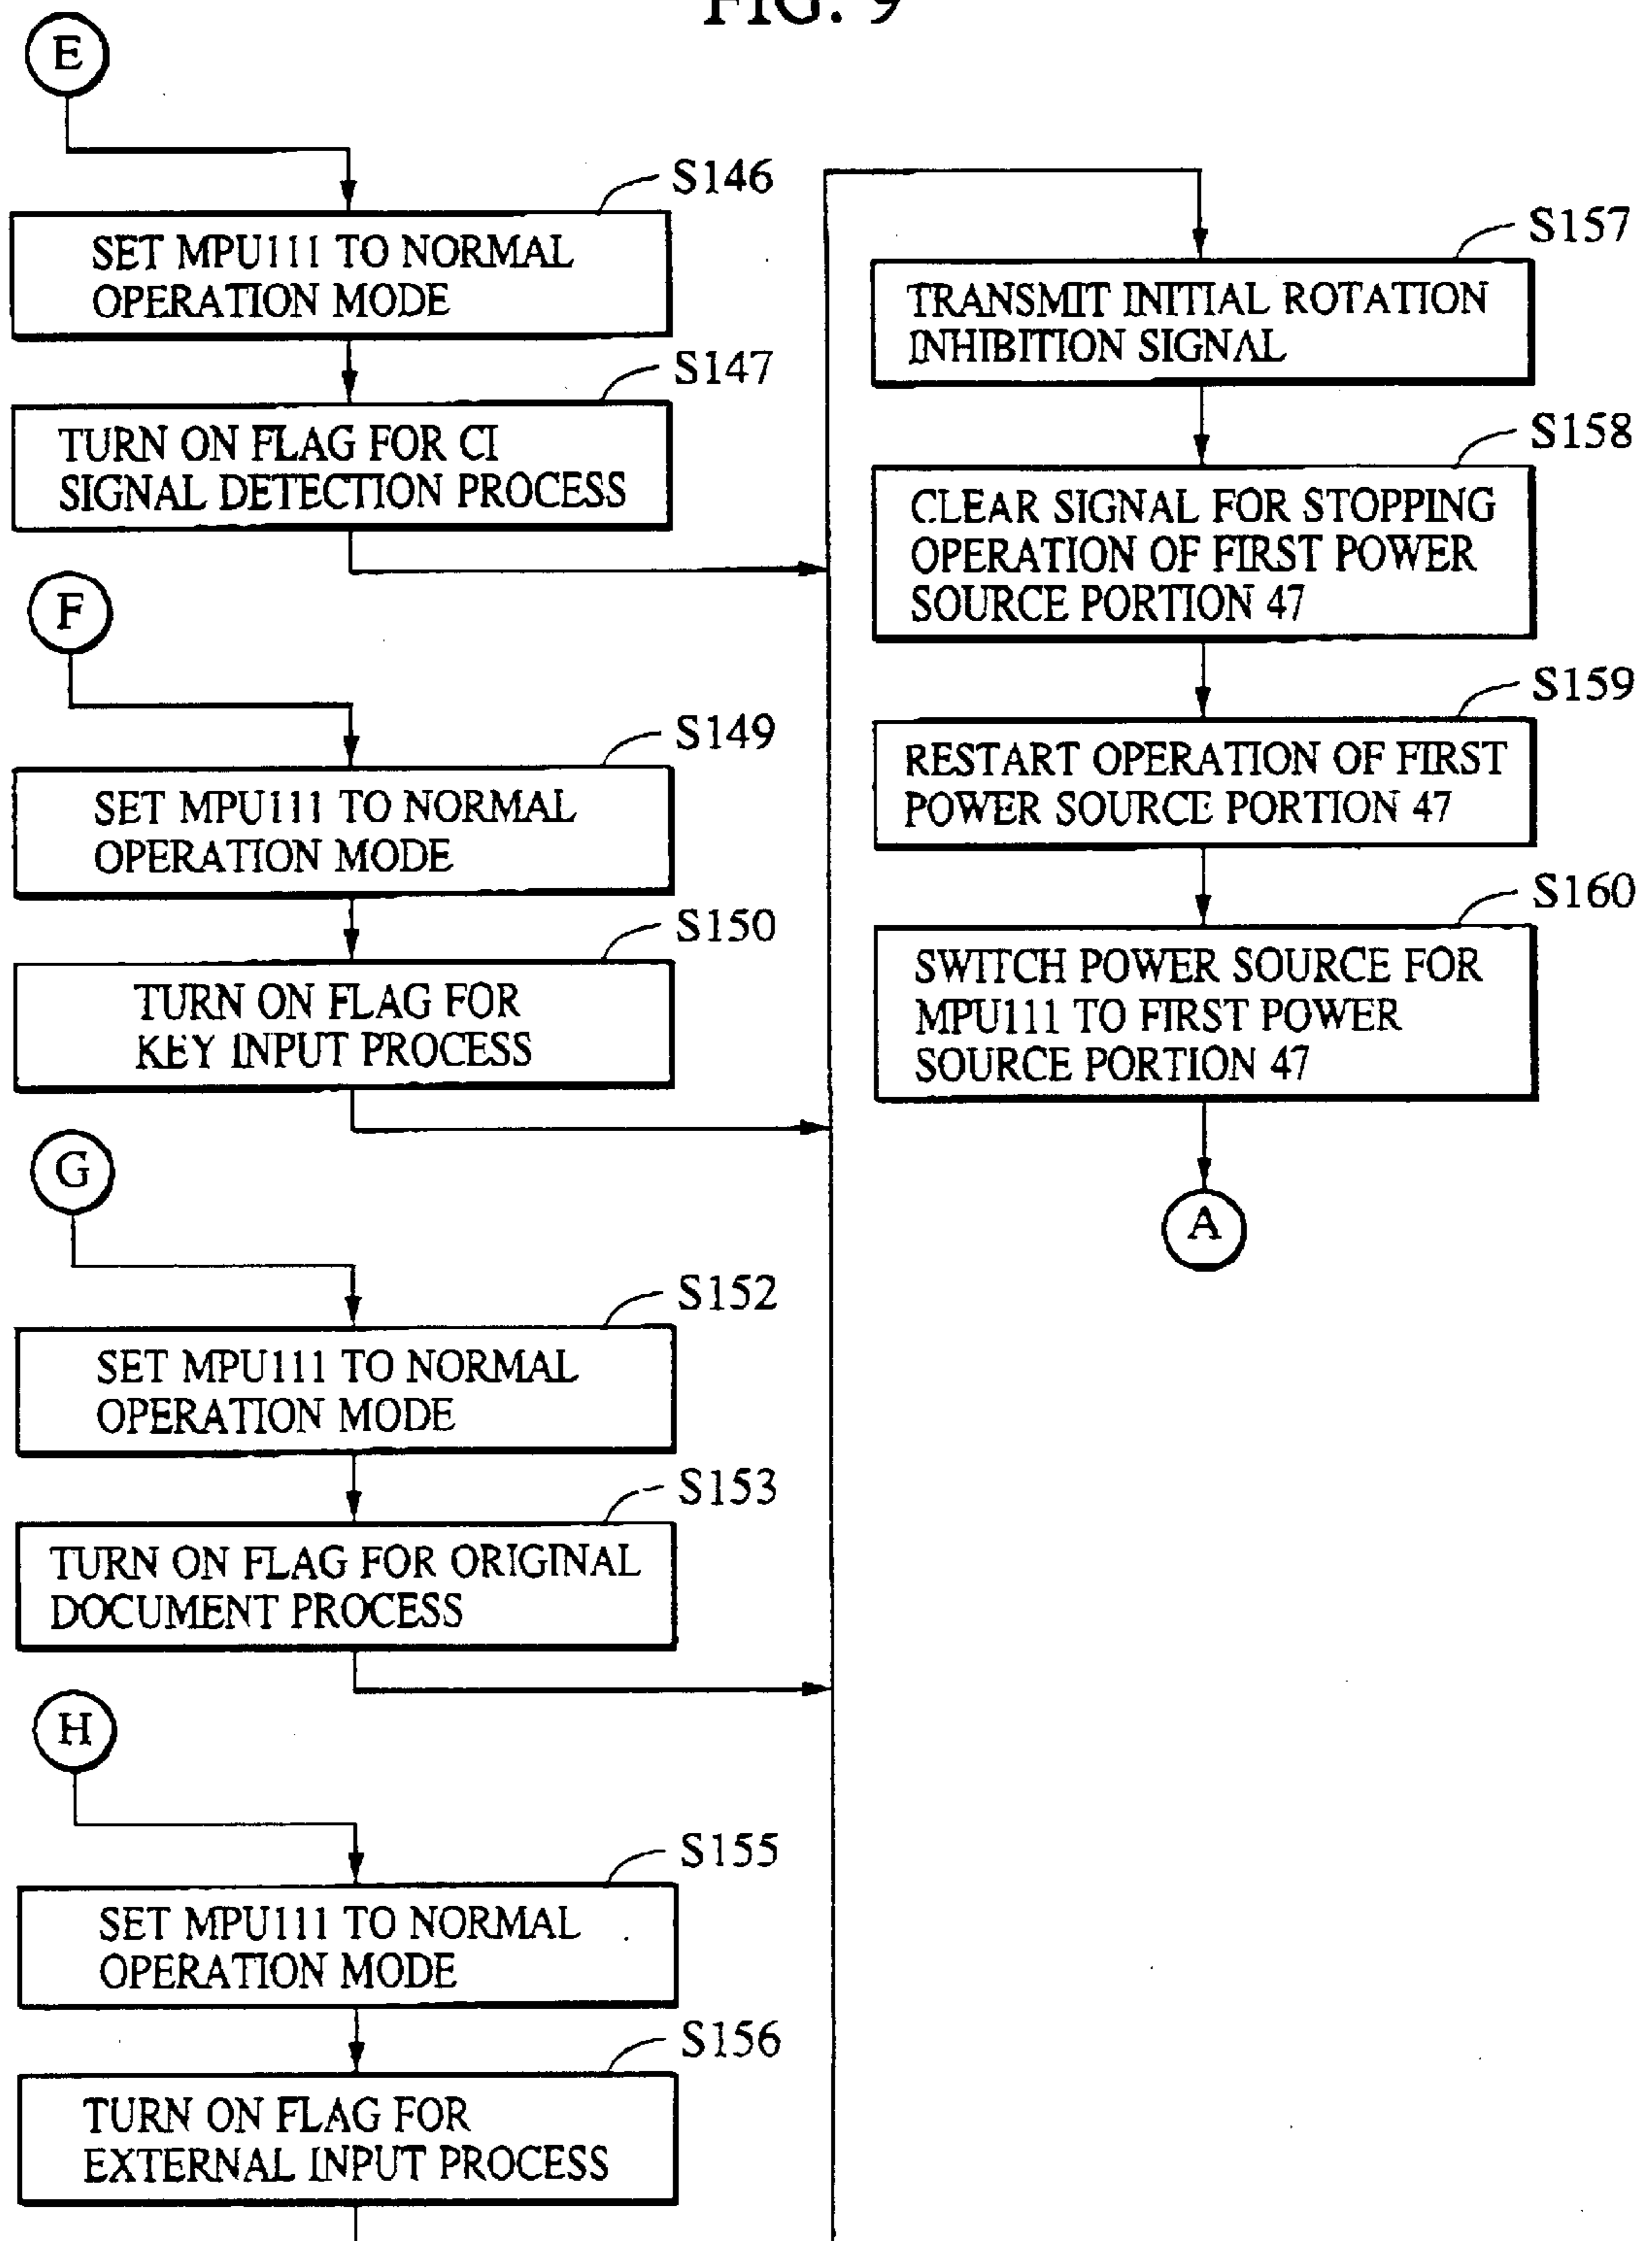 FIG. 9
E
S146
SET MPU111 TO NORMAL
OPERATION MODE
S147
TURN ON FLAG FOR CI
SIGNAL DETECTION PROCESS
F
S149
SET MPU111 TO NORMAL
OPERATION MODE
S150
TURN ON FLAG FOR
KEY INPUT PROCESS
G
S152
SET MPU111 TO NORMAL
OPERATION MODE
S153
TURN ON FLAG FOR ORIGINAL
DOCUMENT PROCESS
H
S155
SET MPU111 TO NORMAL
OPERATION MODE
S156
TURN ON FLAG FOR
EXTERNAL INPUT PROCESS
S157
TRANSMIT INITIAL ROTATION
INHIBITION SIGNAL
S158
CLEAR SIGNAL FOR STOPPING
OPERATION OF FIRST POWER
SOURCE PORTION 47
S159
RESTART OPERATION OF FIRST
POWER SOURCE PORTION 47
S160
SWITCH POWER SOURCE FOR
MPU111 TO FIRST POWER
SOURCE PORTION 47
A